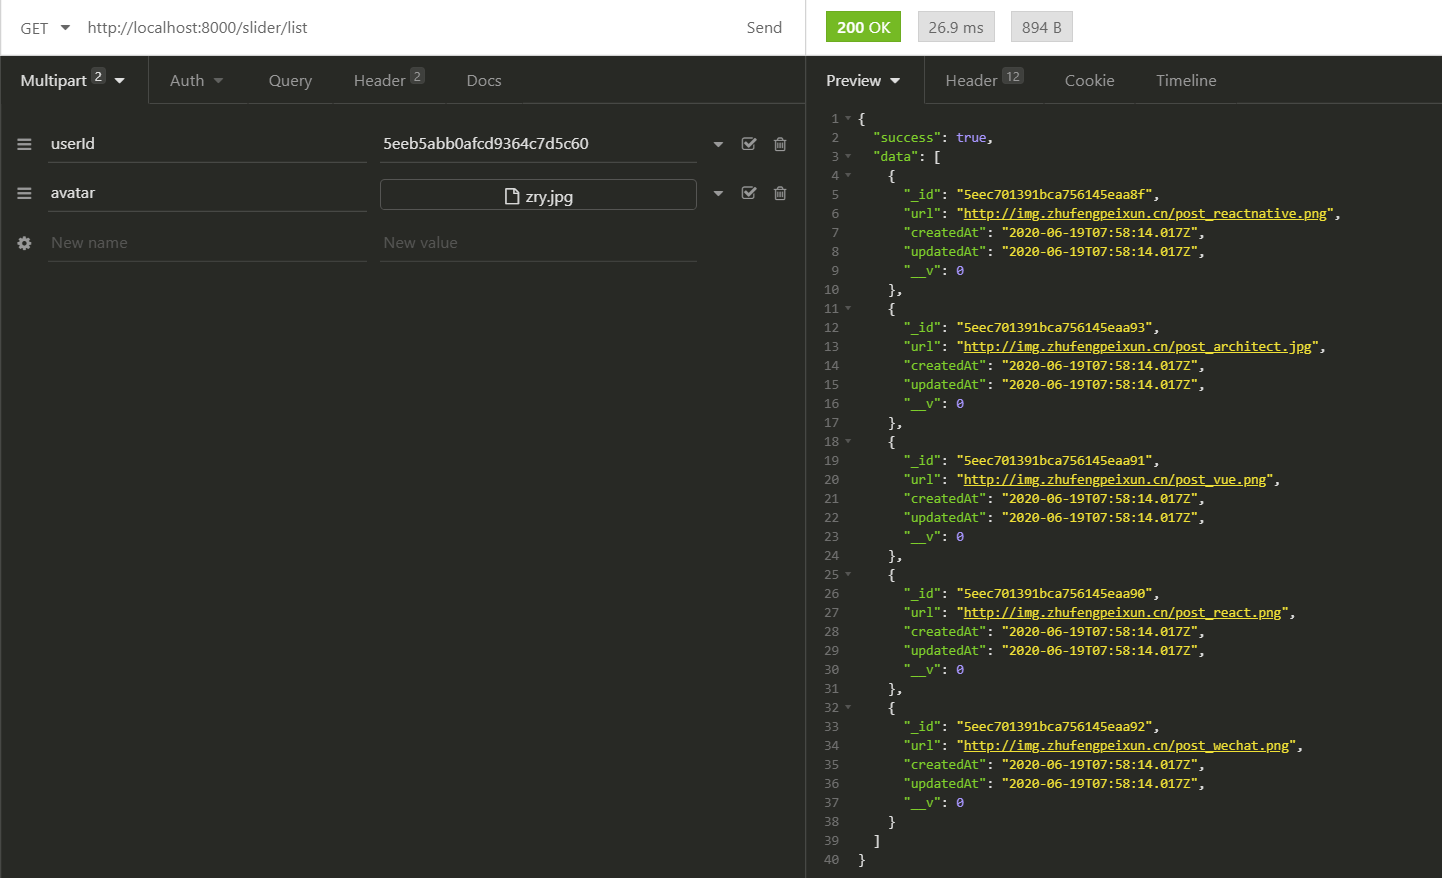 GET http://localhost:8000/slider/list Send
200 OK 26.9 ms 894 B
Multipart 2 Auth Query Header 2 Docs
Preview Header 12 Cookie Timeline
userId 5eeb5abb0afcd9364c7d5c60
avatar zry.jpg
New name New value
1 {
2 "success": true,
3 "data": [
4 {
5 "_id": "5eec701391bca756145eaa8f",
6 "url": "http://img.zhufengpeixun.cn/post_reactnative.png",
7 "createdAt": "2020-06-19T07:58:14.017Z",
8 "updatedAt": "2020-06-19T07:58:14.017Z",
9 "__v": 0
10 },
11 {
12 "_id": "5eec701391bca756145eaa93",
13 "url": "http://img.zhufengpeixun.cn/post_architect.jpg",
14 "createdAt": "2020-06-19T07:58:14.017Z",
15 "updatedAt": "2020-06-19T07:58:14.017Z",
16 "__v": 0
17 },
18 {
19 "_id": "5eec701391bca756145eaa91",
20 "url": "http://img.zhufengpeixun.cn/post_vue.png",
21 "createdAt": "2020-06-19T07:58:14.017Z",
22 "updatedAt": "2020-06-19T07:58:14.017Z",
23 "__v": 0
24 },
25 {
26 "_id": "5eec701391bca756145eaa90",
27 "url": "http://img.zhufengpeixun.cn/post_react.png",
28 "createdAt": "2020-06-19T07:58:14.017Z",
29 "updatedAt": "2020-06-19T07:58:14.017Z",
30 "__v": 0
31 },
32 {
33 "_id": "5eec701391bca756145eaa92",
34 "url": "http://img.zhufengpeixun.cn/post_wechat.png",
35 "createdAt": "2020-06-19T07:58:14.017Z",
36 "updatedAt": "2020-06-19T07:58:14.017Z",
37 "__v": 0
38 }
39 ]
40 }